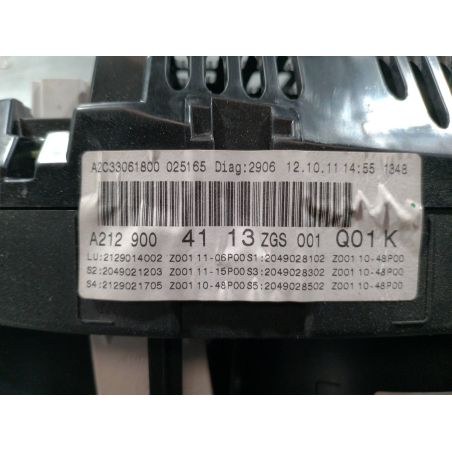 A2C33061800 025165 Diag:2906 12.10.11 14:55 1348
A212 900 41 13 ZGS 001 Q01 K
LU:2129014002 Z001 11-06P00 S1:2049028102 Z001 10-48P00
S2:2049021203 Z001 11-15P00 S3:2049028302 Z001 10-48P00
S4:2129021705 Z001 10-48P00 S5:2049028502 Z001 10-48P00